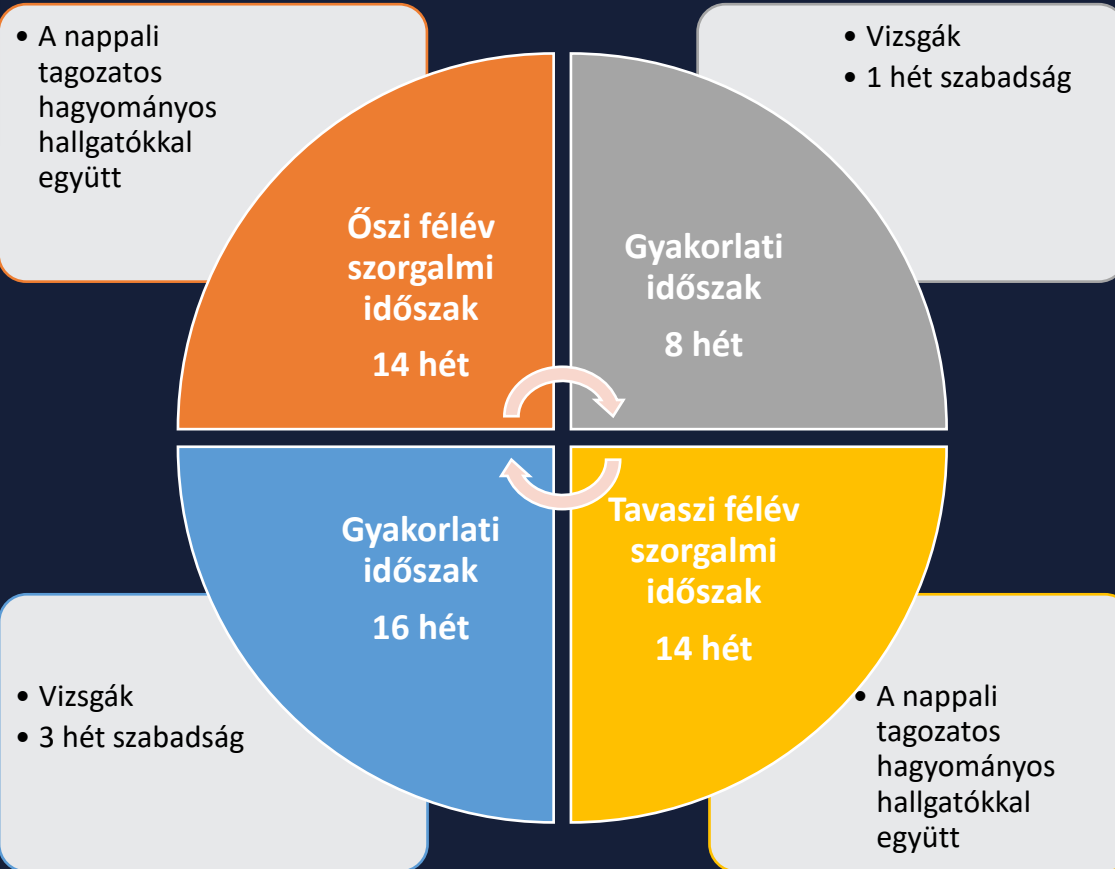 • A nappali
tagozatos
hagyományos
hallgatókkal
együtt
• Vizsgák
• 1 hét szabadság
Őszi félév
szorgalmi
időszak
14 hét
Gyakorlati
időszak
8 hét
Gyakorlati
időszak
16 hét
Tavaszi félév
szorgalmi
időszak
14 hét
• Vizsgák
• 3 hét szabadság
• A nappali
tagozatos
hagyományos
hallgatókkal
együtt